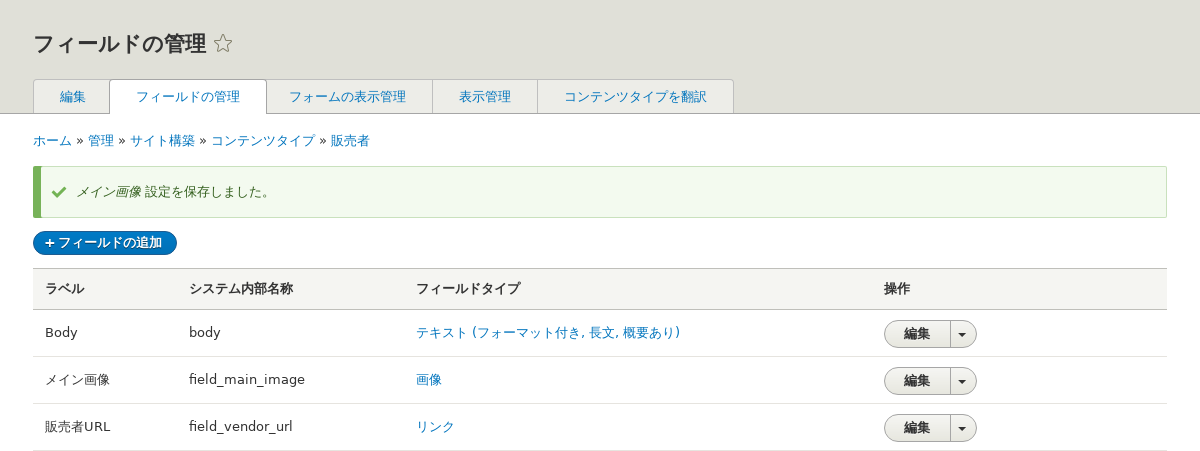 フィールドの管理
編集 フィールドの管理 フォームの表示管理 表示管理 コンテンツタイプを翻訳
ホーム » 管理 » サイト構築 » コンテンツタイプ » 販売者
メイン画像 設定を保存しました。
+ フィールドの追加
ラベル システム内部名称 フィールドタイプ 操作
Body body テキスト (フォーマット付き, 長文, 概要あり) 編集
メイン画像 field_main_image 画像 編集
販売者URL field_vendor_url リンク 編集